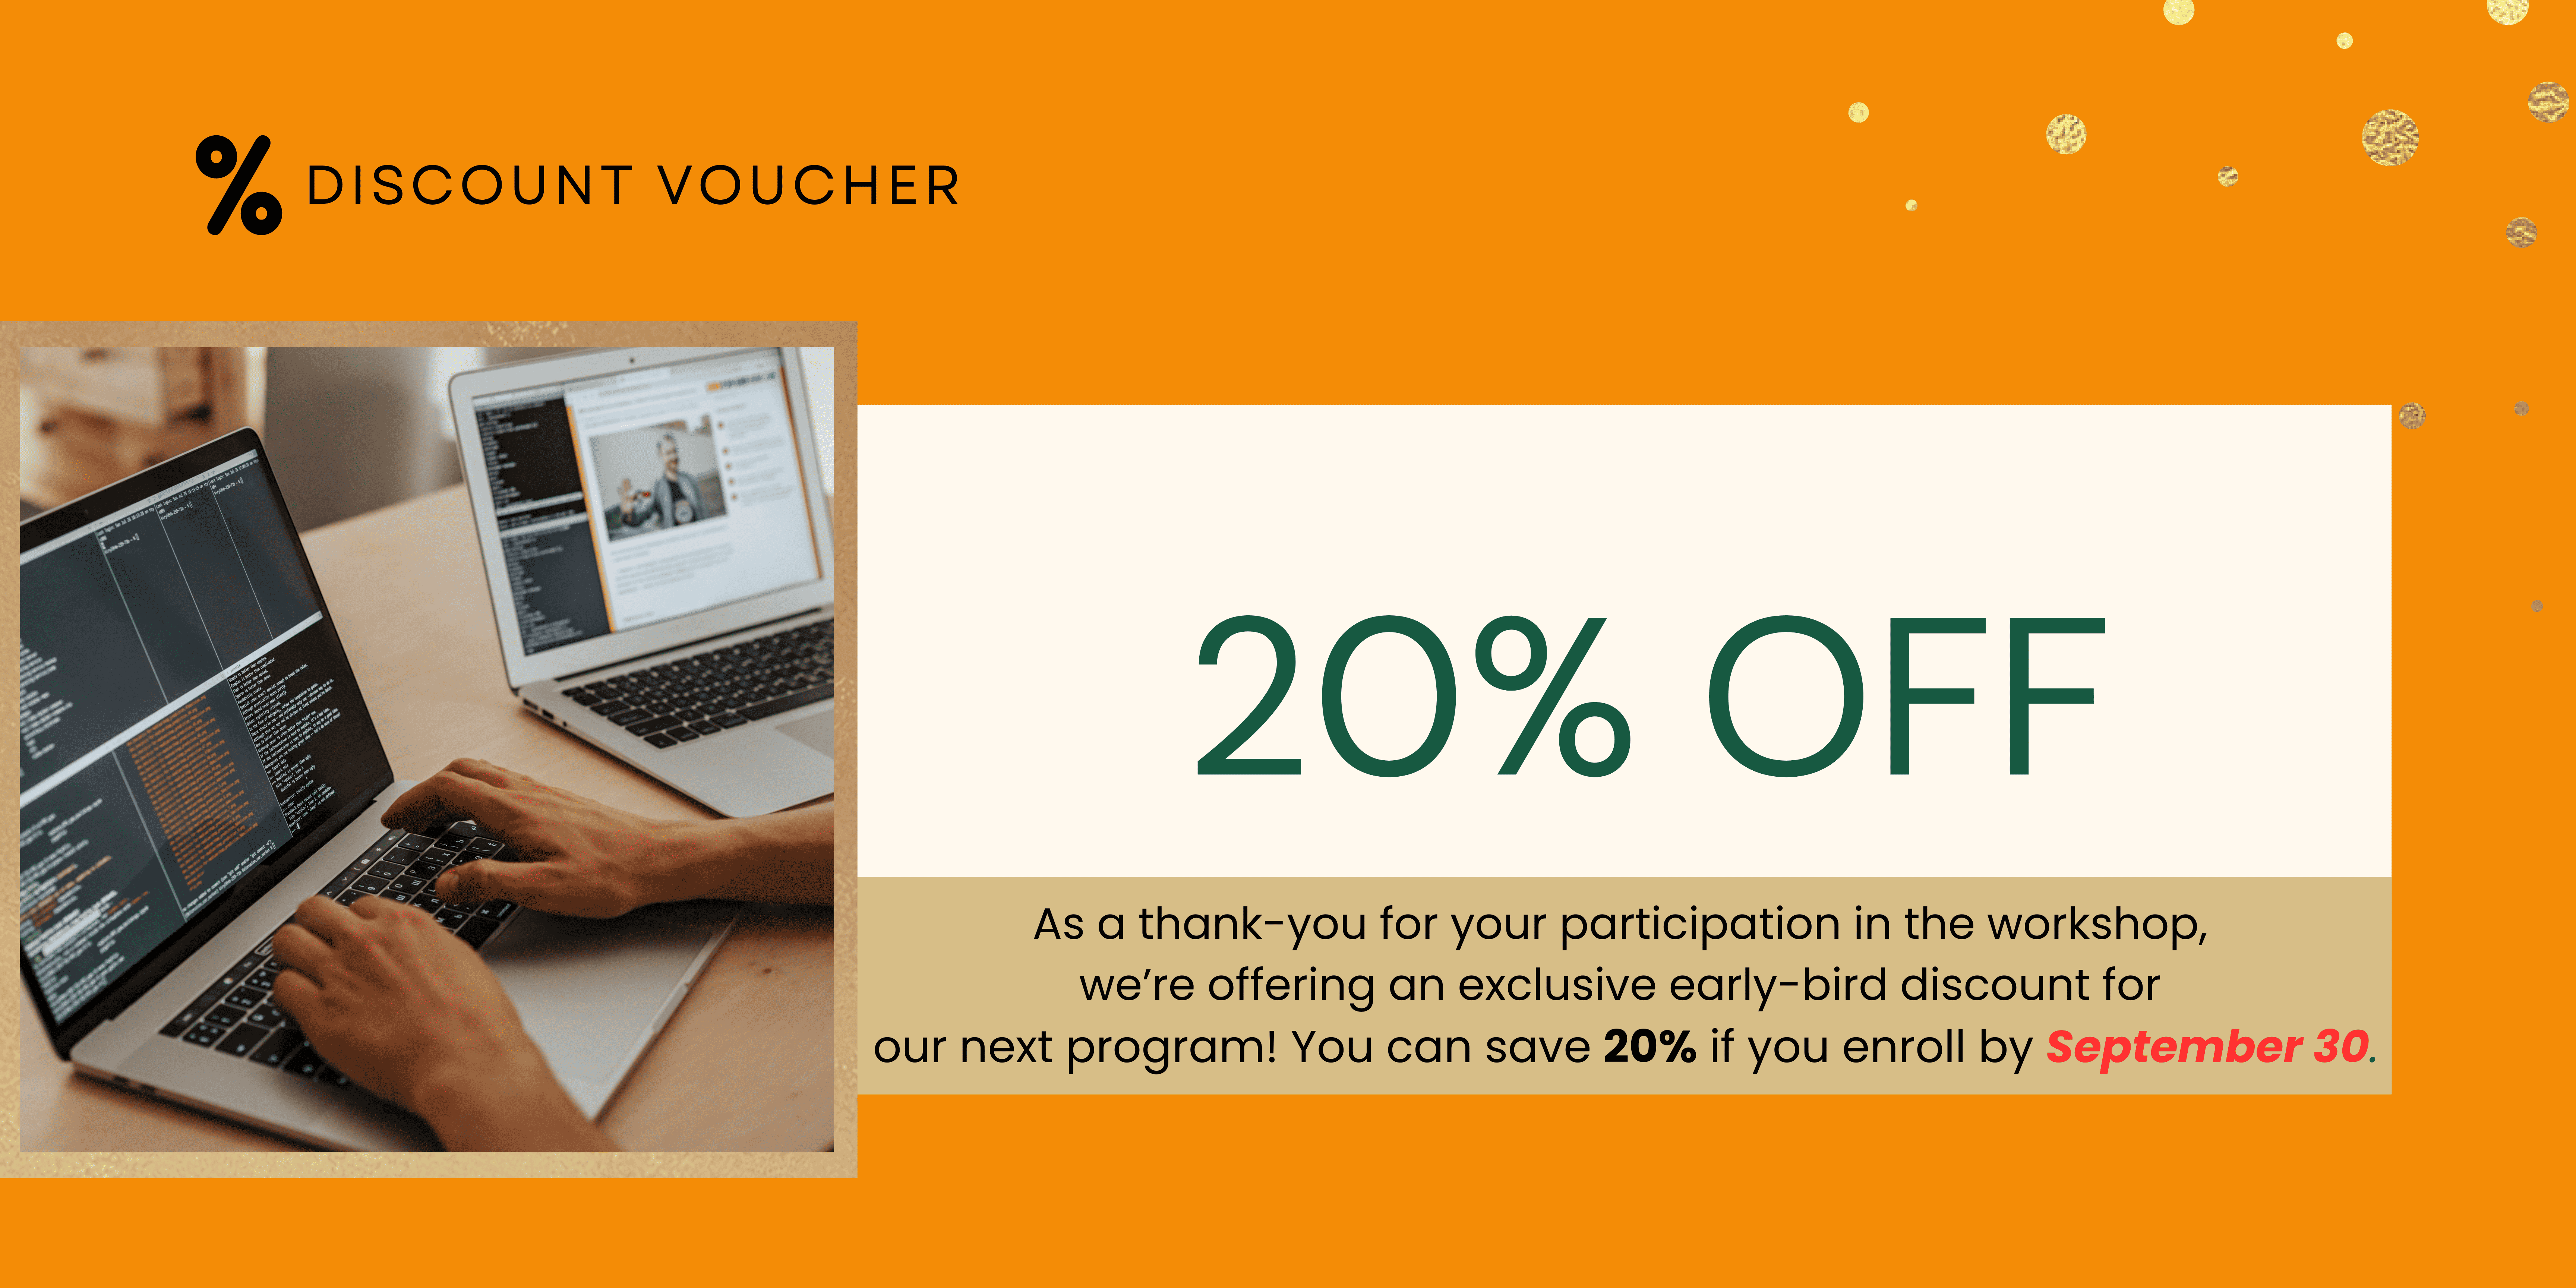 % DISCOUNT VOUCHER
20% OFF
As a thank-you for your participation in the workshop,
we’re offering an exclusive early-bird discount for
our next program! You can save 20% if you enroll by September 30.